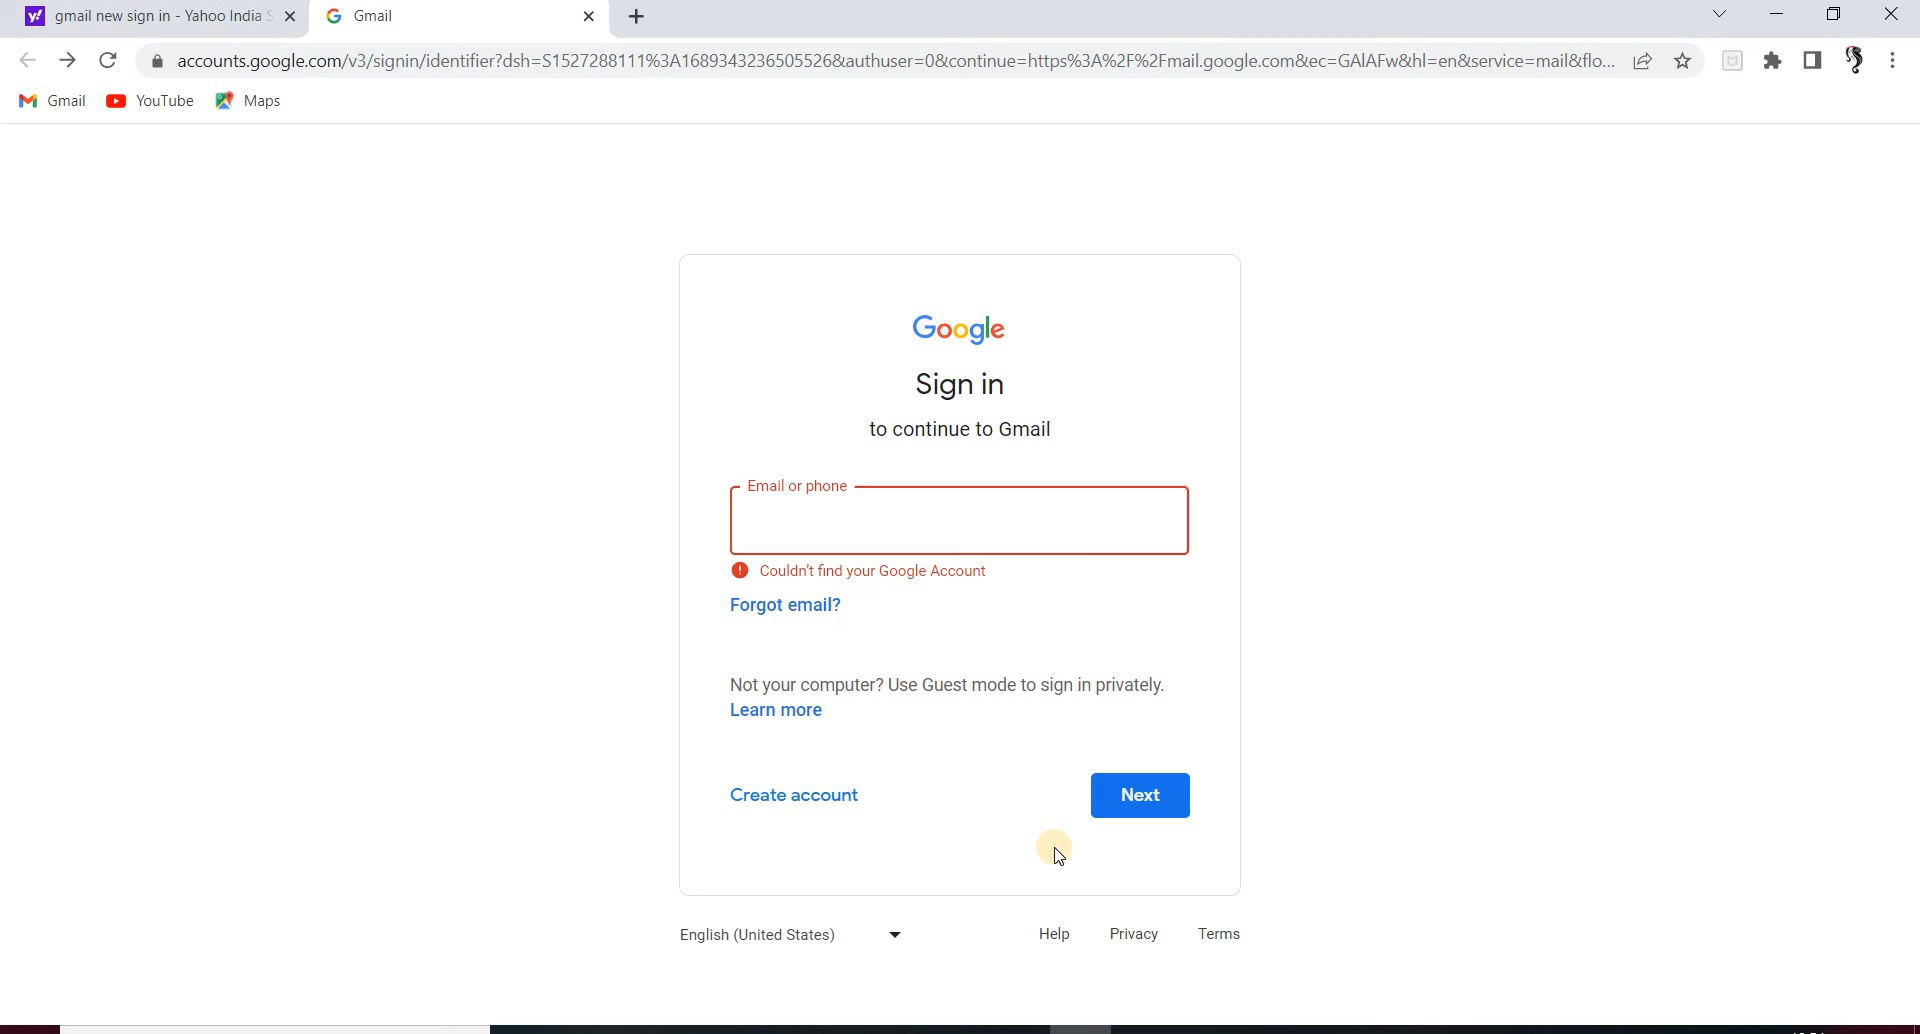 gmail new sign in - Yahoo India S
Gmail
accounts.google.com/v3/signin/identifier?dsh=S1527288111%3A1689343236505526&authuser=0&continue=https%3A%2F%2Fmail.google.com&ec=GAlAFw&hl=en&service=mail&flo...
Gmail YouTube Maps
Google
Sign in
to continue to Gmail
Email or phone
Couldn't find your Google Account
Forgot email?
Not your computer? Use Guest mode to sign in privately.
Learn more
Create account Next
English (United States) Help Privacy Terms